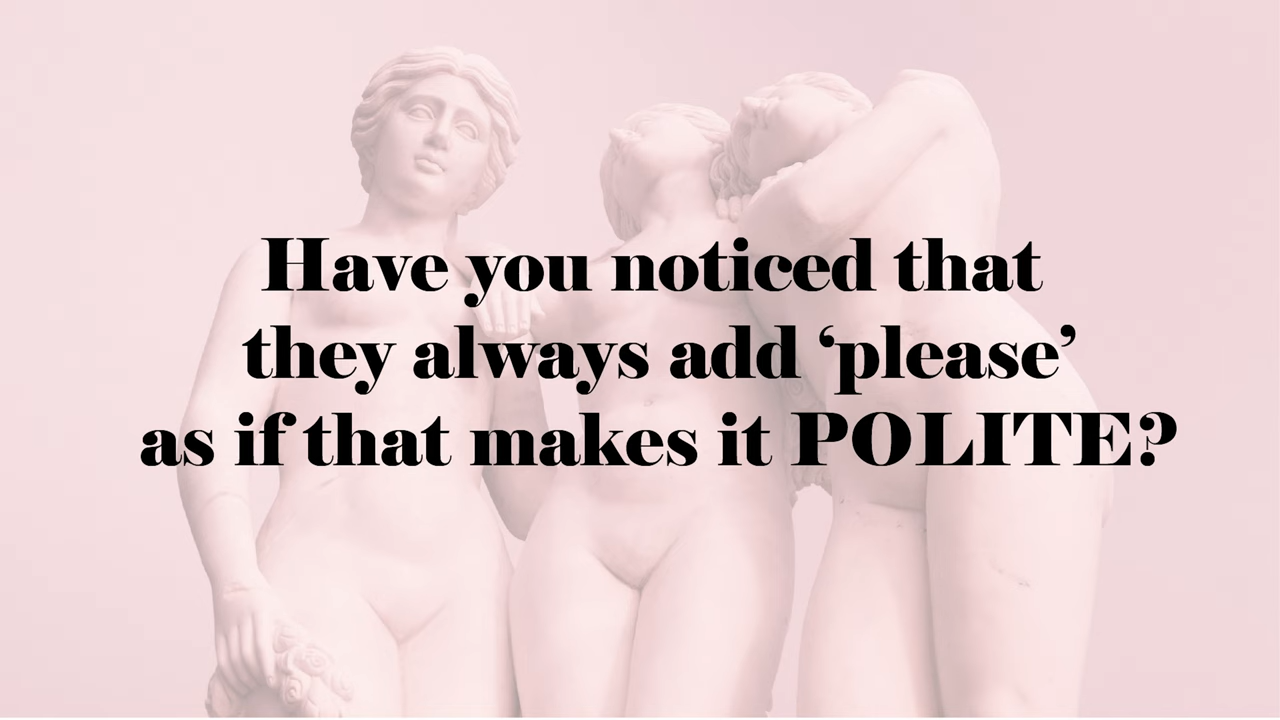 Have you noticed that
they always add ‘please’
as if that makes it POLITE?